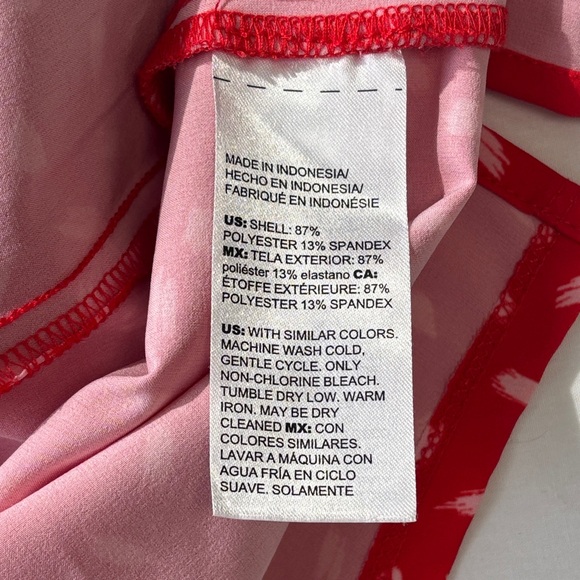 MADE IN INDONESIA/
HECHO EN INDONESIA/
FABRIQUÉ EN INDONÉSIE
US: SHELL: 87%
POLYESTER 13% SPANDEX
MX: TELA EXTERIOR: 87%
poliéster 13% elastano CA:
ÉTOFFE EXTÉRIEURE: 87%
POLYESTER 13% SPANDEX
US: WITH SIMILAR COLORS.
MACHINE WASH COLD,
GENTLE CYCLE. ONLY
NON-CHLORINE BLEACH.
TUMBLE DRY LOW. WARM
IRON. MAY BE DRY
CLEANED MX: CON
COLORES SIMILARES.
LAVAR A MÁQUINA CON
AGUA FRÍA EN CICLO
SUAVE. SOLAMENTE